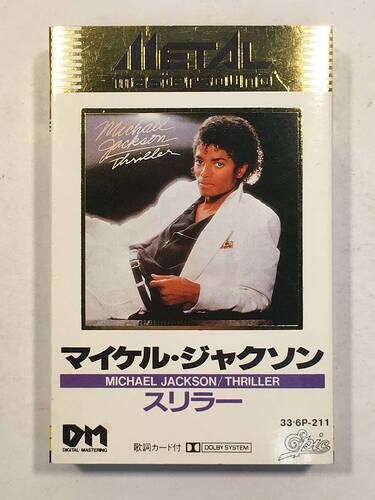 METAL
mastersound
Michael
Jackson
Thriller
マイケル・ジャクソン
MICHAEL JACKSON/THRILLER
スリラー
33・6P-211
DM
DIGITAL MASTERING
歌詞カード付 DOLBY SYSTEM
Epic